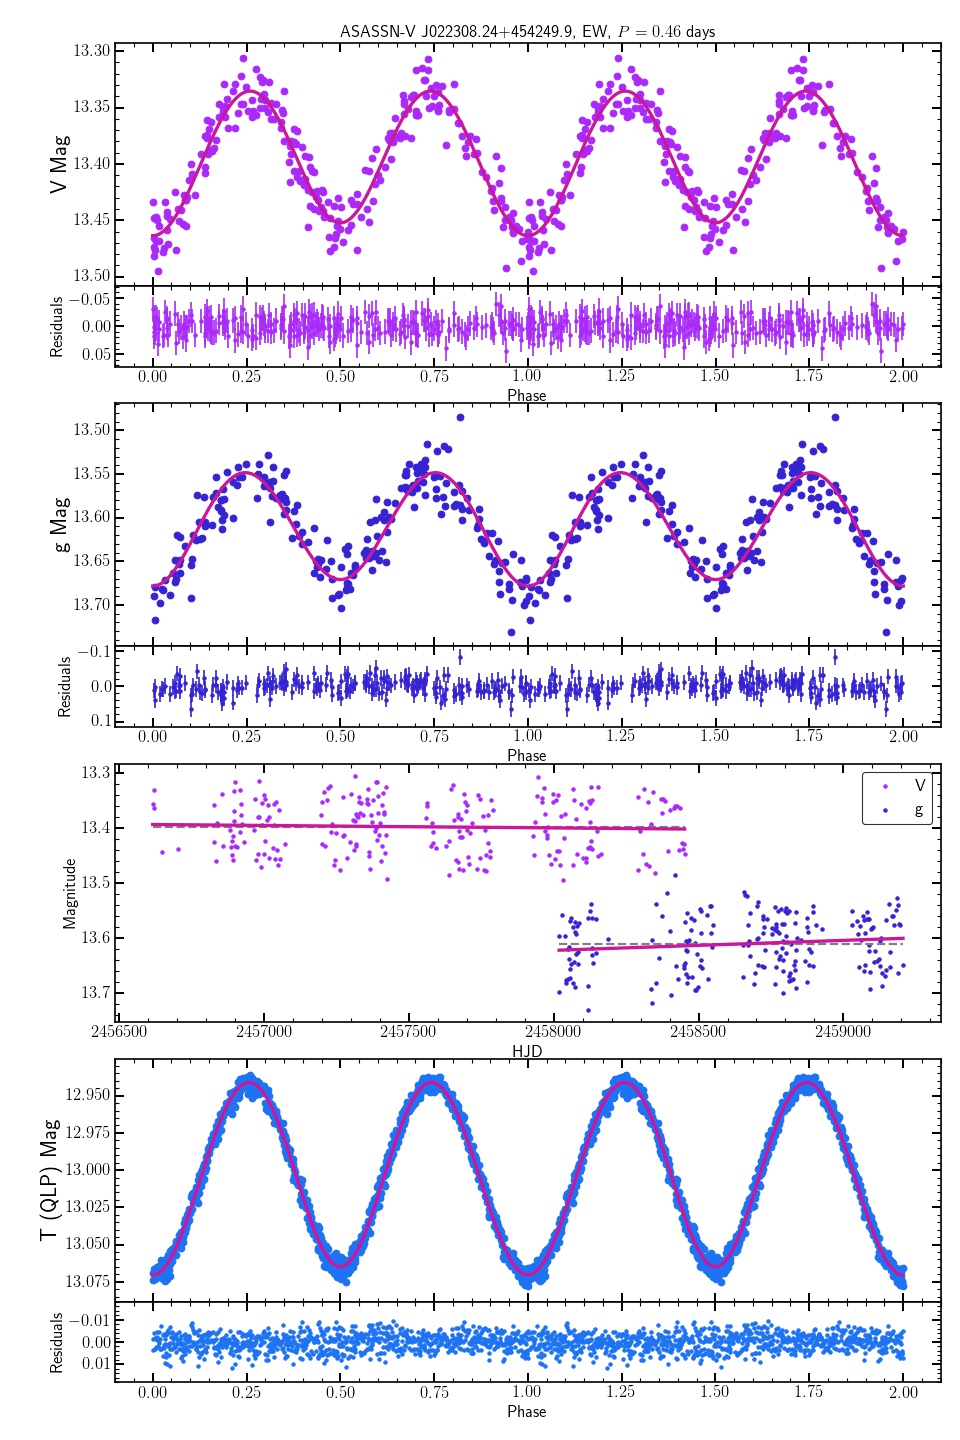 ASASSN-V J022308.24+454249.9, EW, P = 0.46 days
13.30
13.35
13.40
13.45
13.50
V Mag
−0.05
0.00
0.05
Residuals
0.00 0.25 0.50 0.75 1.00 1.25 1.50 1.75 2.00
Phase
13.50
13.55
13.60
13.65
13.70
g Mag
−0.1
0.0
0.1
Residuals
0.00 0.25 0.50 0.75 1.00 1.25 1.50 1.75 2.00
Phase
13.3
13.4
13.5
13.6
13.7
Magnitude
V
g
2456500 2457000 2457500 2458000 2458500 2459000
HJD
12.950
12.975
13.000
13.025
13.050
13.075
T (QLP) Mag
−0.01
0.00
0.01
Residuals
0.00 0.25 0.50 0.75 1.00 1.25 1.50 1.75 2.00
Phase